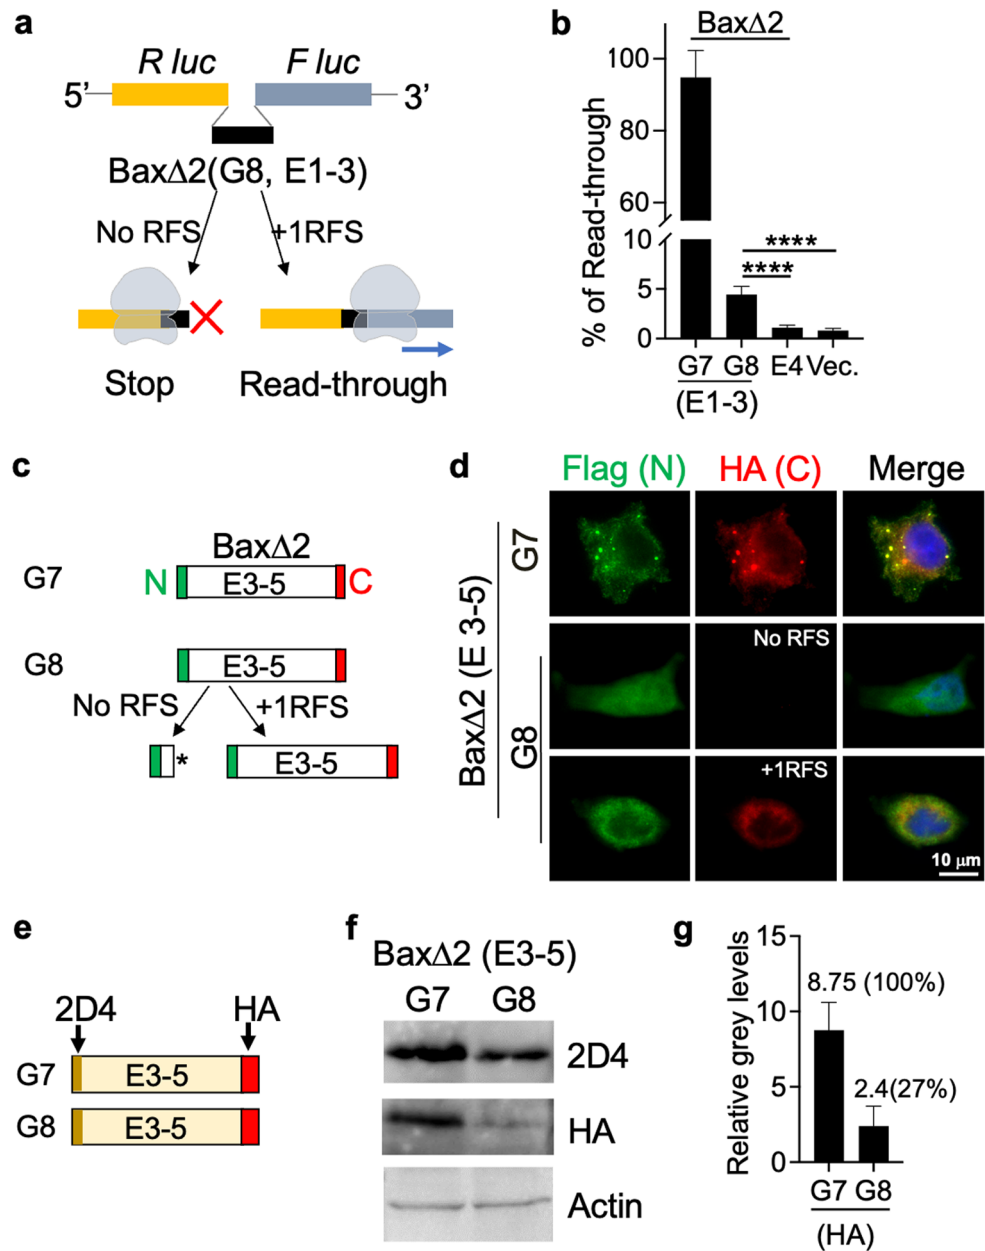 a
R luc
F luc
5’
3’
BaxΔ2(G8, E1-3)
No RFS
+1RFS
Stop
Read-through
b
BaxΔ2
% of Read-through
100
80
60
10
5
0
****
****
G7 G8 E4 Vec.
(E1-3)
c
BaxΔ2
G7
N
E3-5
C
G8
E3-5
No RFS
+1RFS
*
E3-5
d
Flag (N)
HA (C)
Merge
BaxΔ2 (E 3-5)
G7
G8
No RFS
+1RFS
10 μm
e
2D4
HA
G7
E3-5
G8
E3-5
f
BaxΔ2 (E3-5)
G7 G8
2D4
HA
Actin
g
Relative grey levels
15
10
5
0
8.75 (100%)
2.4(27%)
G7 G8
(HA)